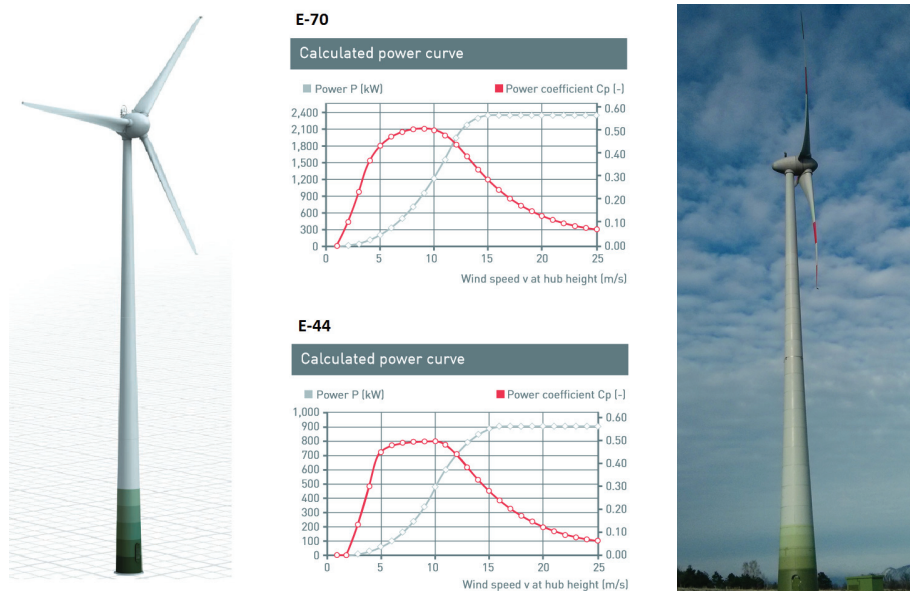 E-70
Calculated power curve
Power P [kW] Power coefficient Cp [-]
2,400 0.60
2,100 0.50
1,800 0.40
1,500
1,200 0.30
900 0.20
600
300 0.10
0 0.00
0 5 10 15 20 25
Wind speed v at hub height [m/s]
E-44
Calculated power curve
Power P [kW] Power coefficient Cp [-]
1,000 0.60
900
800 0.50
700
600 0.40
500 0.30
400
300 0.20
200
100 0.10
0 0.00
0 5 10 15 20 25
Wind speed v at hub height [m/s]